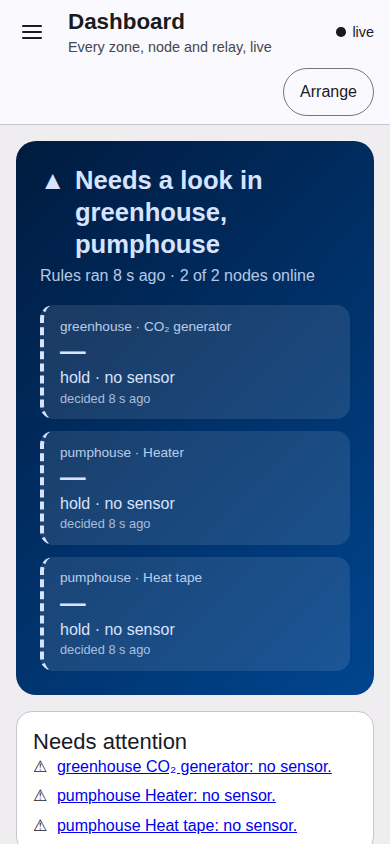 Dashboard
Every zone, node and relay, live
● live
Arrange
▲ Needs a look in
greenhouse,
pumphouse
Rules ran 8 s ago · 2 of 2 nodes online
greenhouse · CO₂ generator
—
hold · no sensor
decided 8 s ago
pumphouse · Heater
—
hold · no sensor
decided 8 s ago
pumphouse · Heat tape
—
hold · no sensor
decided 8 s ago
Needs attention
⚠ greenhouse CO₂ generator: no sensor.
⚠ pumphouse Heater: no sensor.
⚠ pumphouse Heat tape: no sensor.